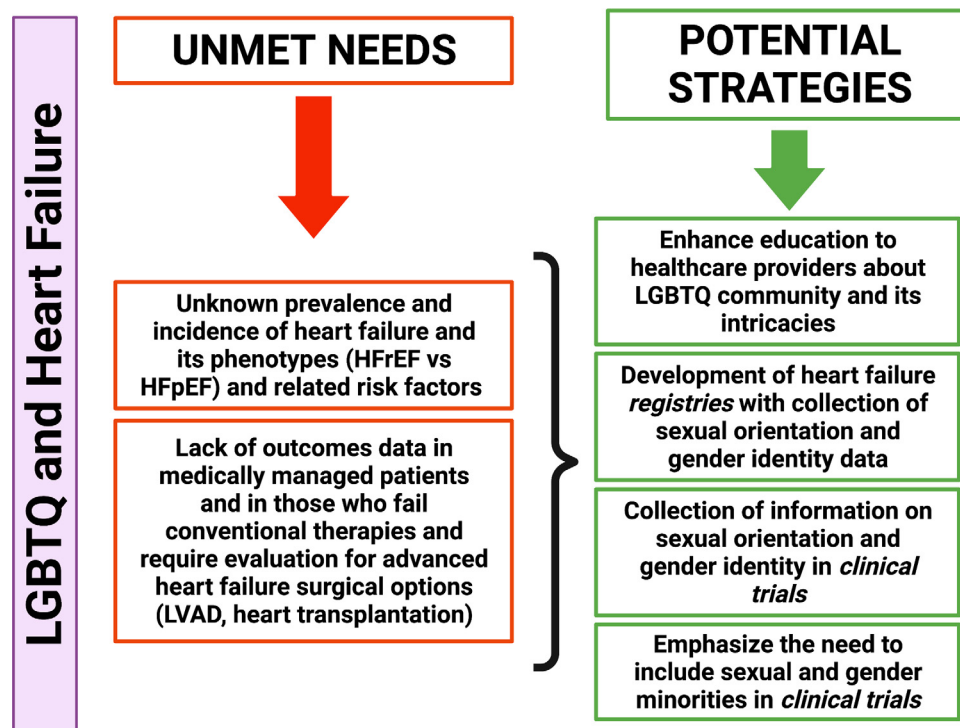 LGBTQ and Heart Failure
UNMET NEEDS
Unknown prevalence and
incidence of heart failure and
its phenotypes (HFrEF vs
HFpEF) and related risk factors
Lack of outcomes data in
medically managed patients
and in those who fail
conventional therapies and
require evaluation for advanced
heart failure surgical options
(LVAD, heart transplantation)
POTENTIAL
STRATEGIES
Enhance education to
healthcare providers about
LGBTQ community and its
intricacies
Development of heart failure
registries with collection of
sexual orientation and
gender identity data
Collection of information on
sexual orientation and
gender identity in clinical
trials
Emphasize the need to
include sexual and gender
minorities in clinical trials